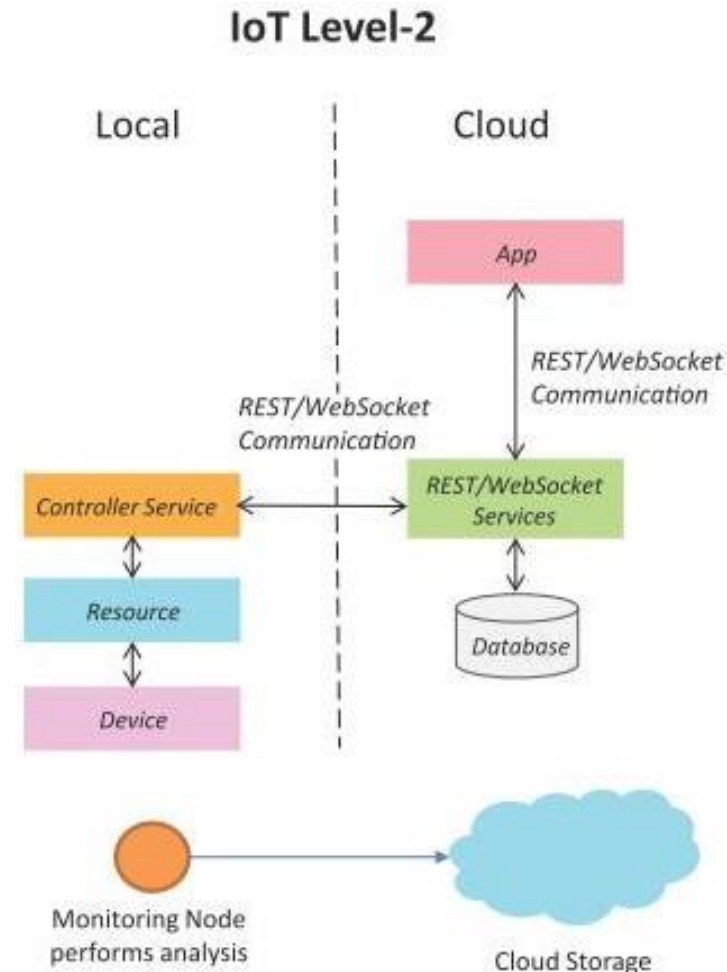 IoT Level-2
Local
Cloud
App
REST/WebSocket
Communication
REST/WebSocket
Communication
Controller Service
REST/WebSocket
Services
Resource
Database
Device
Monitoring Node
performs analysis
Cloud Storage